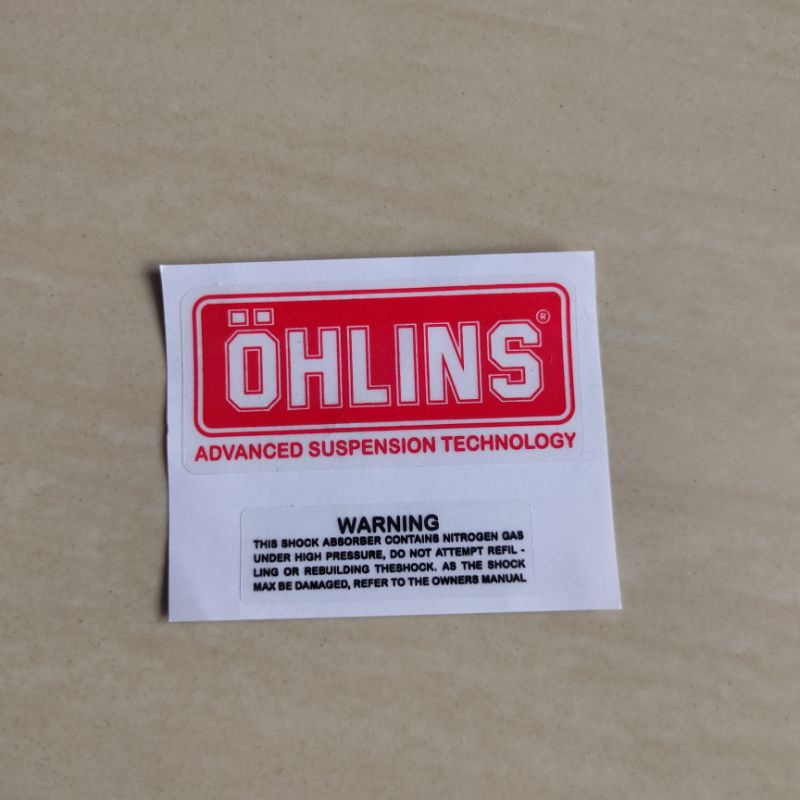 ÖHLINS®
ADVANCED SUSPENSION TECHNOLOGY
WARNING
THIS SHOCK ABSORBER CONTAINS NITROGEN GAS
UNDER HIGH PRESSURE, DO NOT ATTEMPT REFIL -
LING OR REBUILDING THESHOCK. AS THE SHOCK
MAX BE DAMAGED, REFER TO THE OWNERS MANUAL